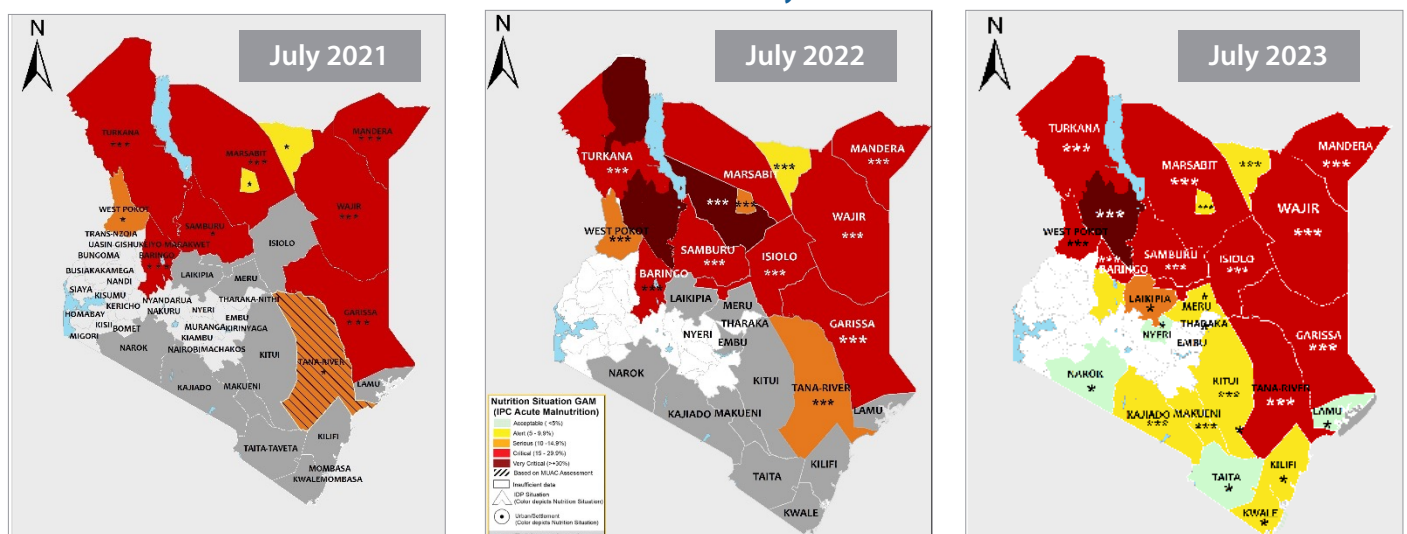 N
July 2021
TURKANA
***
MANDERA
***
*
MARSABIT
***
*
WAJIR
***
WEST POKOT
*
SAMBURU
*
TRANS-NZOIA
UASIN-GISHU
BUNGOMA
BARINGO
***
ISIOLO
BUSIA KAKAMEGA
NANDI
LAIKIPIA
MERU
SIAYA
KISUMU
KERICHO
NYANDARUA
NAKURU
NYERI
THARAKA-NITHI
EMBU
KIRINYAGA
HOMABAY
KISII
BOMET
MURANGA
KIAMBU
GARISSA
***
MIGORI
NAROK
NAIROBI MACHAKOS
KITUI
TANA-RIVER
*
KAJIADO
MAKUENI
LAMU
TAITA-TAVETA
KILIFI
MOMBASA
KWALE MOMBASA
N
July 2022
TURKANA
***
MANDERA
***
***
MARSABIT
***
***
WAJIR
***
WEST POKOT
***
SAMBURU
***
ISIOLO
***
BARINGO
***
LAIKIPIA
MERU
THARAKA
NYERI
EMBU
GARISSA
***
NAROK
KITUI
TANA-RIVER
***
KAJIADO
MAKUENI
LAMU
TAITA
KILIFI
KWALE
Nutrition Situation GAM
(IPC Acute Malnutrition)
Acceptable ( <5%)
Alert (5 - 9.9%)
Serious (10 -14.9%)
Critical (15 - 29.9%)
Very Critical (>+30%)
Based on MUAC Assessment
Insufficient data
IDP Situation
(Color depicts Nutrition Situation)
Urban/Settlement
(Color depicts Nutrition Situation)
N
July 2023
TURKANA
***
MANDERA
***
***
MARSABIT
***
***
WAJIR
***
***
WEST POKOT
***
***
BARINGO
SAMBURU
***
ISIOLO
***
LAIKIPIA
*
*
MERU
*
NYERI
THARAKA
*
EMBU
GARISSA
***
NAROK
*
KITUI
***
TANA-RIVER
***
KAJIADO
***
MAKUENI
***
*
LAMU
*
TAITA
*
KILIFI
*
KWALE
*